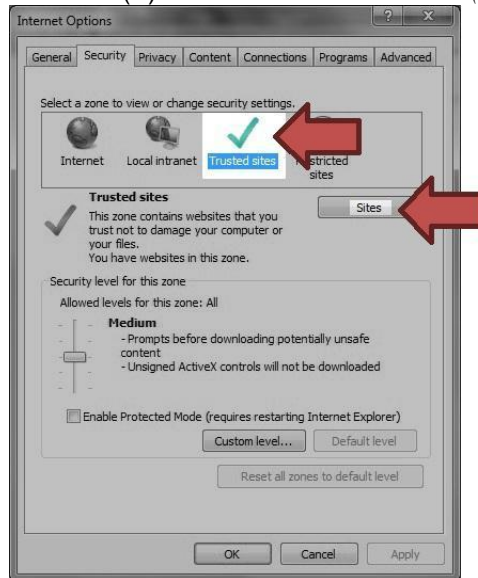 Internet Options
General Security Privacy Content Connections Programs Advanced
Select a zone to view or change security settings.
Internet Local intranet Trusted sites
sites
Trusted sites
Sites
This zone contains websites that you
trust not to damage your computer or
your files.
You have websites in this zone.
Security level for this zone
Allowed levels for this zone: All
Medium
- Prompts before downloading potentially unsafe
content
- Unsigned ActiveX controls will not be downloaded
Enable Protected Mode (requires restarting Internet Explorer)
Custom level... Default level
Reset all zones to default level
OK Cancel Apply